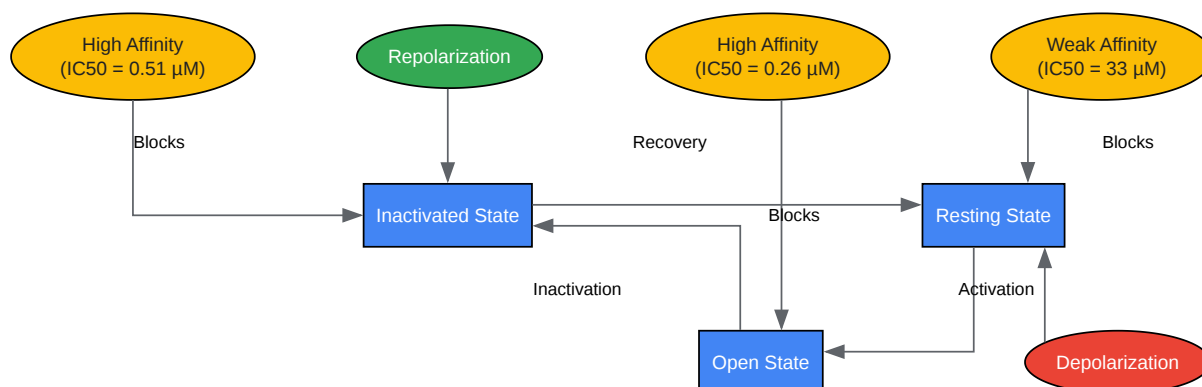 High Affinity
(IC50 = 0.51 µM)
Repolarization
High Affinity
(IC50 = 0.26 µM)
Weak Affinity
(IC50 = 33 µM)
Blocks
Recovery
Blocks
Inactivated State
Blocks
Resting State
Inactivation
Activation
Open State
Depolarization